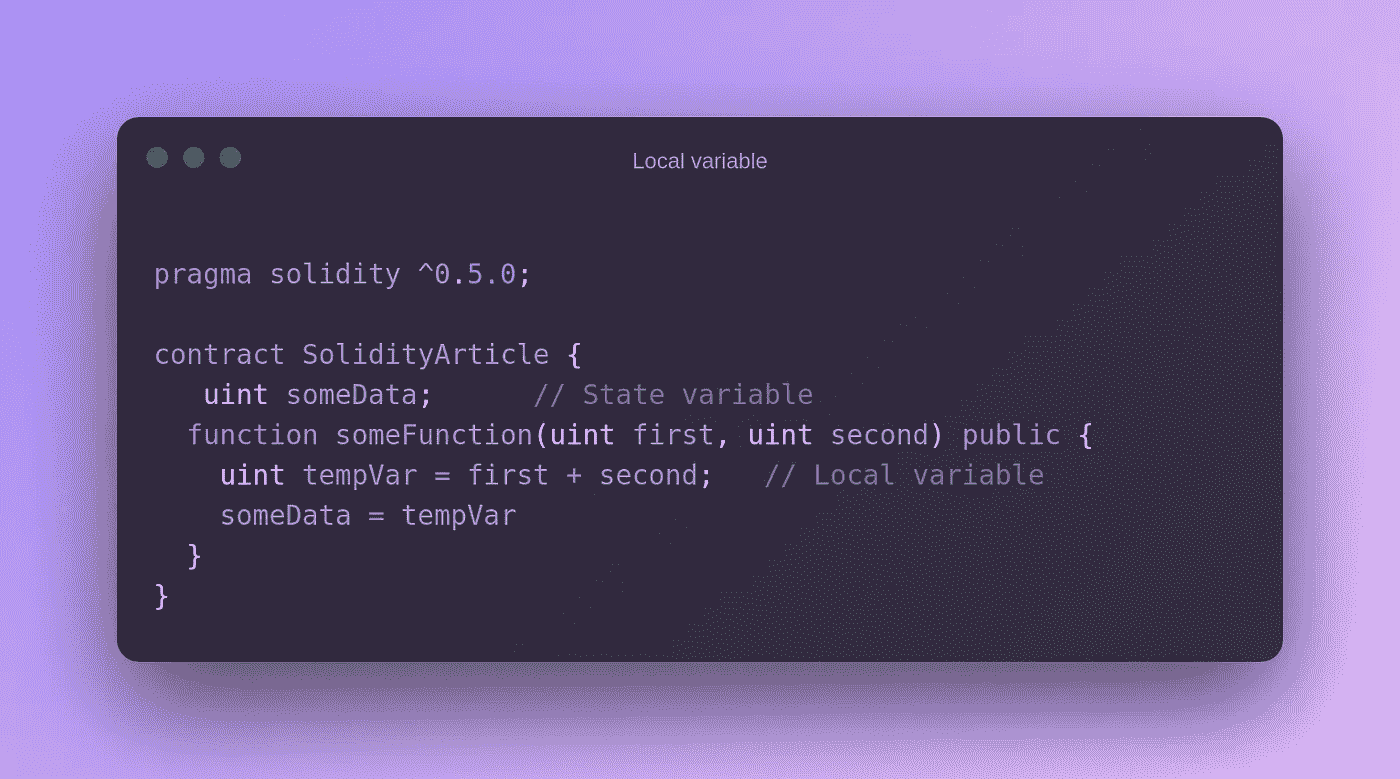 Local variable
pragma solidity ^0.5.0;
contract SolidityArticle {
   uint someData;      // State variable
  function someFunction(uint first, uint second) public {
    uint tempVar = first + second;   // Local variable
    someData = tempVar
  }
}